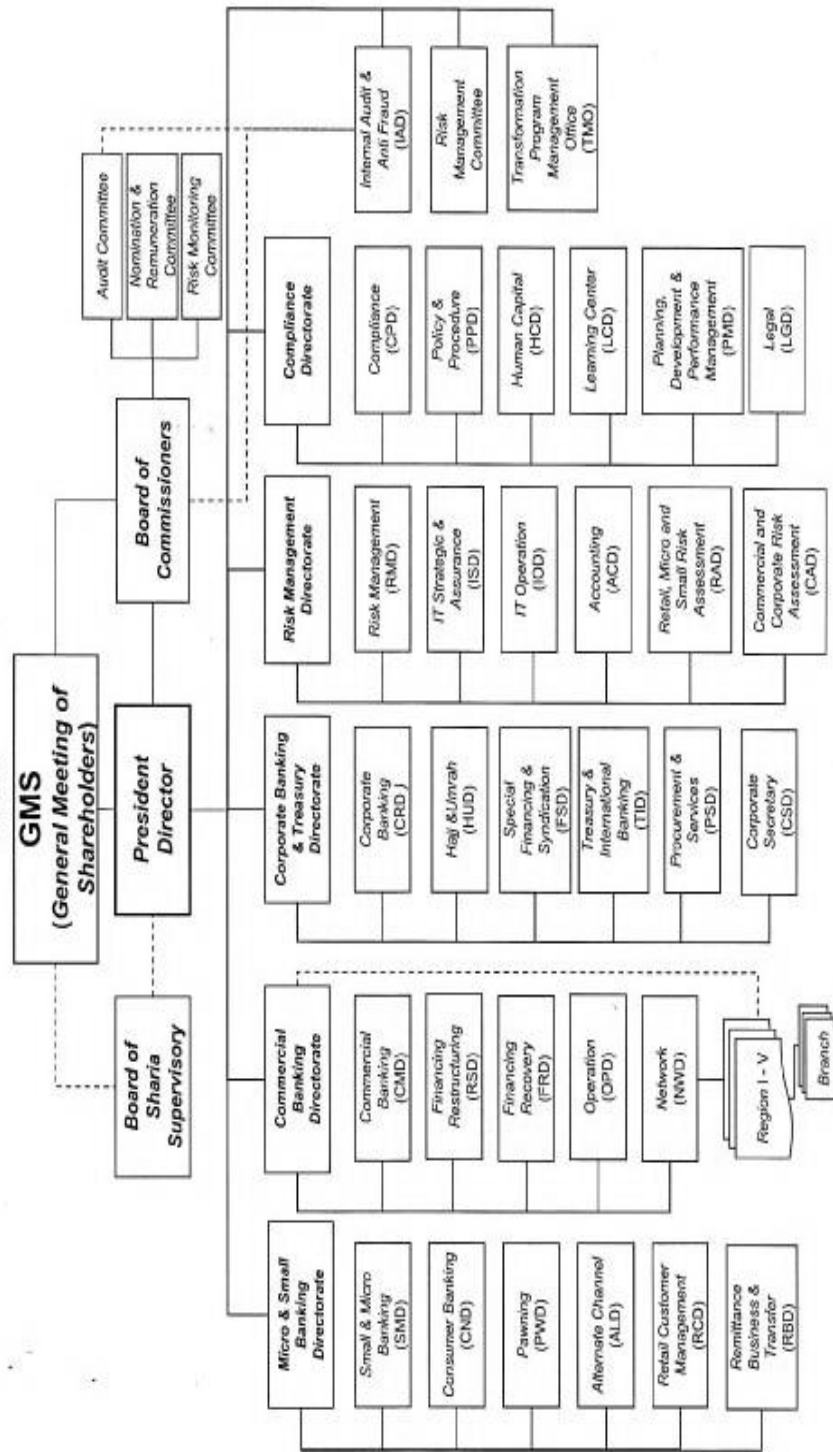 GMS
(General Meeting of
Shareholders)
Board of
Sharia
Supervisory
President
Director
Board of
Commissioners
Audit Committee
Nomination &
Remuneration
Committee
Risk Monitoring
Committee
Micro & Small
Banking
Directorate
Small & Micro
Banking
(SMD)
Consumer Banking
(CND)
Pawning
(PWD)
Alternate Channel
(ALD)
Retail Customer
Management
(RCD)
Remittance
Business &
Transfer
(RBD)
Commercial
Banking
Directorate
Commercial
Banking
(CMD)
Financing
Restructuring
(RSD)
Financing
Recovery
(FRD)
Operation
(OPD)
Network
(NWD)
Region I - V
Branch
Corporate Banking
& Treasury
Directorate
Corporate
Banking
(CRD)
Hajj & Umrah
(HUD)
Special
Financing &
Syndication
(FSD)
Treasury &
International
Banking
(TID)
Procurement &
Services
(PSD)
Corporate
Secretary
(CSD)
Risk Management
Directorate
Risk Management
(RMD)
IT Strategic &
Assurance
(ISD)
IT Operation
(IOD)
Accounting
(ACD)
Retail, Micro and
Small Risk
Assessment
(RAD)
Commercial and
Corporate Risk
Assessment
(CAD)
Compliance
Directorate
Compliance
(CPD)
Policy &
Procedure
(PPD)
Human Capital
(HCD)
Learning Center
(LCD)
Planning,
Development &
Performance
Management
(PMD)
Legal
(LGD)
Internal Audit &
Anti Fraud
(IAD)
Risk
Management
Committee
Transformation
Program
Management
Office
(TMO)